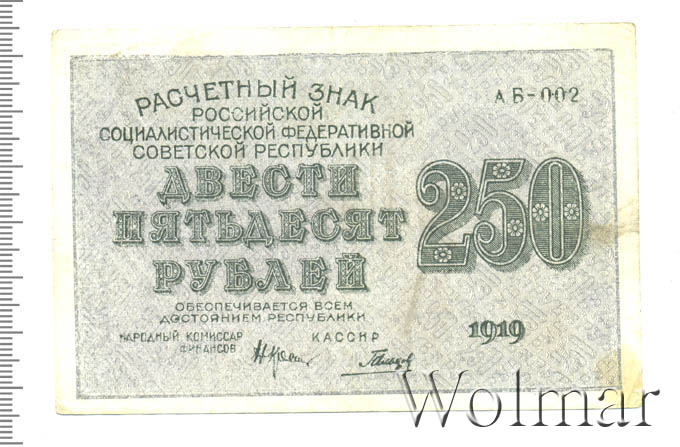 РАСЧЕТНЫЙ ЗНАК
АБ-002
РОССИЙСКОЙ
СОЦИАЛИСТИЧЕСКОЙ ФЕДЕРАТИВНОЙ
СОВЕТСКОЙ РЕСПУБЛИКИ
ДВЕСТИ
ПЯТЬДЕСЯТ
РУБЛЕЙ
250
ОБЕСПЕЧИВАЕТСЯ ВСЕМ
ДОСТОЯНИЕМ РЕСПУБЛИКИ
1919
НАРОДНЫЙ КОМИССАР
ФИНАНСОВ
КАССИР
Wolmar